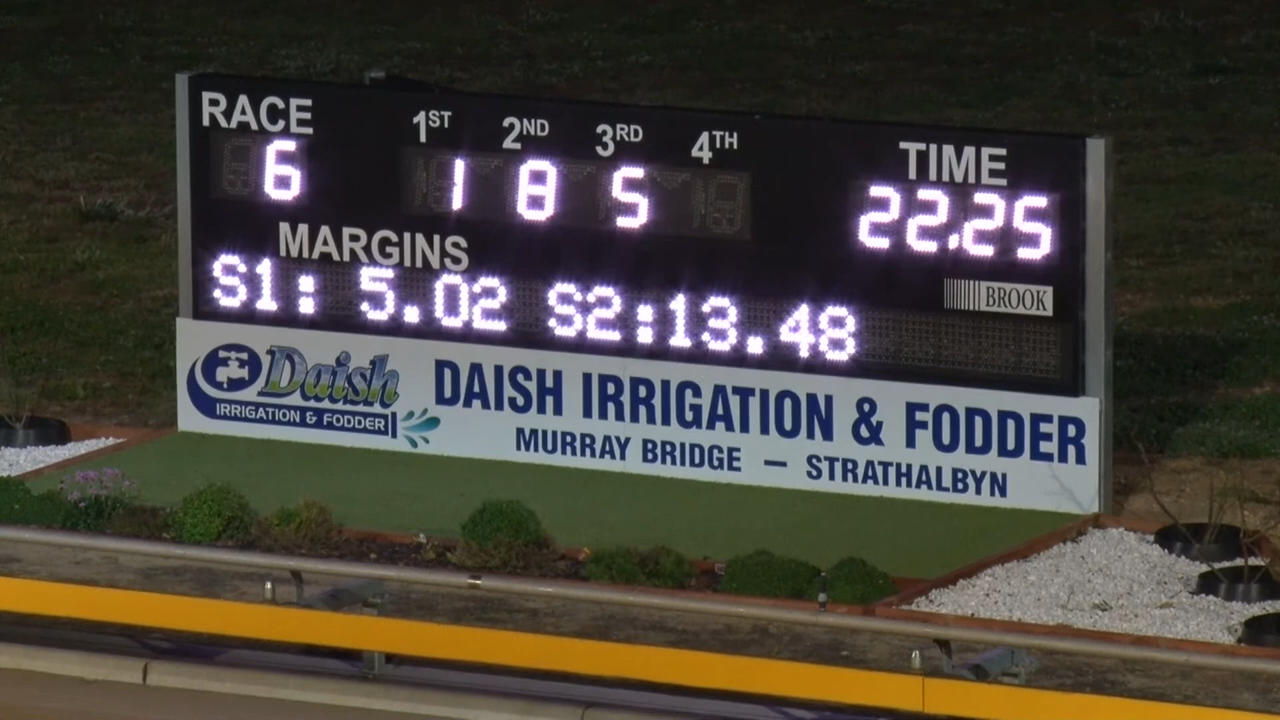 RACE 1ST 2ND 3RD 4TH TIME
6 1 8 5 22.25
MARGINS
S1: 5.02 S2:13.48
BROOK
Daish
IRRIGATION & FODDER
DAISH IRRIGATION & FODDER
MURRAY BRIDGE – STRATHALBYN